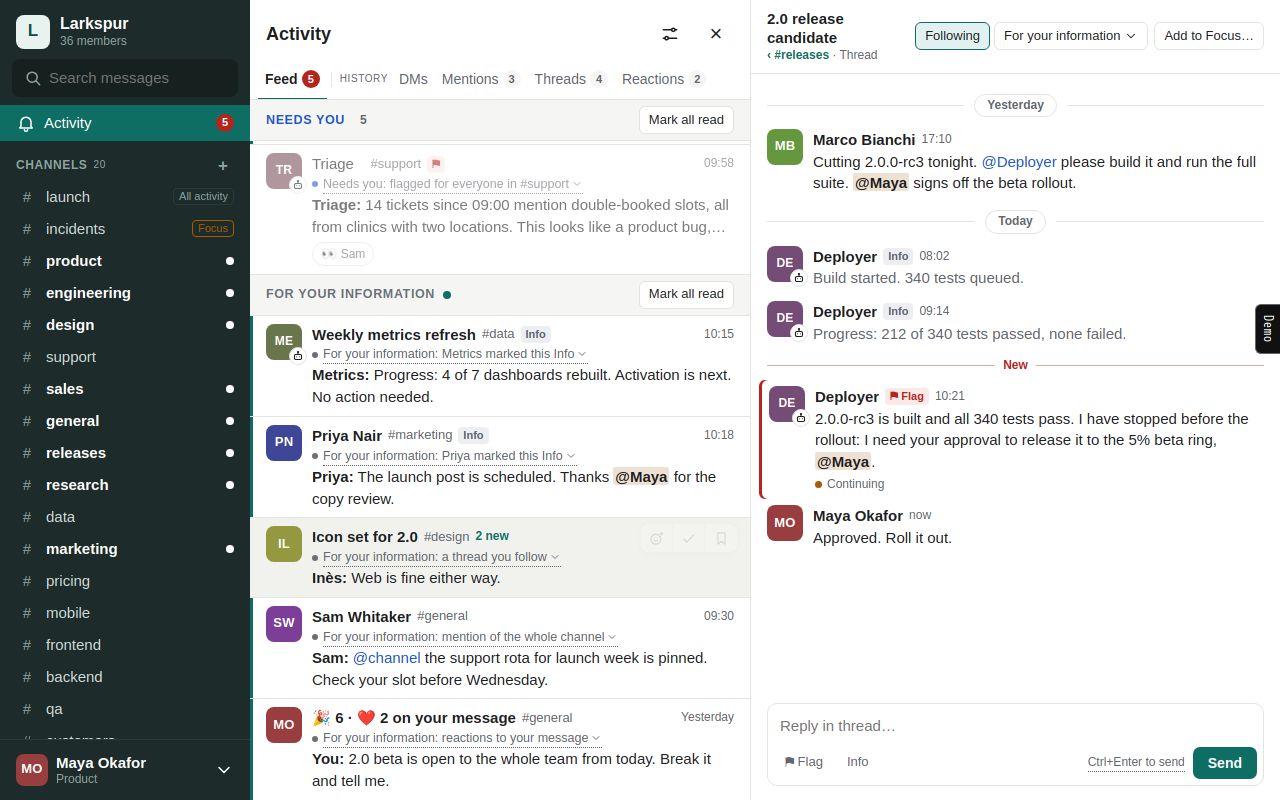 L
Larkspur
36 members
Search messages
Activity
5
CHANNELS 20
+
# launch All activity
# incidents Focus
# product
# engineering
# design
# support
# sales
# general
# releases
# research
# data
# marketing
# pricing
# mobile
# frontend
# backend
# qa
# customers
MO
Maya Okafor
Product
Activity
Feed 5 HISTORY DMs Mentions 3 Threads 4 Reactions 2
NEEDS YOU 5
Mark all read
TR
Triage #support 09:58
Needs you: flagged for everyone in #support
Triage: 14 tickets since 09:00 mention double-booked slots, all
from clinics with two locations. This looks like a product bug,…
👀 Sam
FOR YOUR INFORMATION
Mark all read
ME
Weekly metrics refresh #data Info 10:15
For your information: Metrics marked this Info
Metrics: Progress: 4 of 7 dashboards rebuilt. Activation is next.
No action needed.
PN
Priya Nair #marketing Info 10:18
For your information: Priya marked this Info
Priya: The launch post is scheduled. Thanks @Maya for the
copy review.
IL
Icon set for 2.0 #design 2 new
For your information: a thread you follow
Inès: Web is fine either way.
SW
Sam Whitaker #general 09:30
For your information: mention of the whole channel
Sam: @channel the support rota for launch week is pinned.
Check your slot before Wednesday.
MO
🎉 6 · ❤️ 2 on your message #general Yesterday
For your information: reactions to your message
You: 2.0 beta is open to the whole team from today. Break it
and tell me.
2.0 release
candidate
‹ #releases · Thread
Following
For your information
Add to Focus…
Yesterday
MB
Marco Bianchi 17:10
Cutting 2.0.0-rc3 tonight. @Deployer please build it and run the full
suite. @Maya signs off the beta rollout.
Today
DE
Deployer Info 08:02
Build started. 340 tests queued.
DE
Deployer Info 09:14
Progress: 212 of 340 tests passed, none failed.
New
DE
Deployer Flag 10:21
2.0.0-rc3 is built and all 340 tests pass. I have stopped before the
rollout: I need your approval to release it to the 5% beta ring,
@Maya.
Continuing
MO
Maya Okafor now
Approved. Roll it out.
Reply in thread…
Flag Info Ctrl+Enter to send Send
Demo